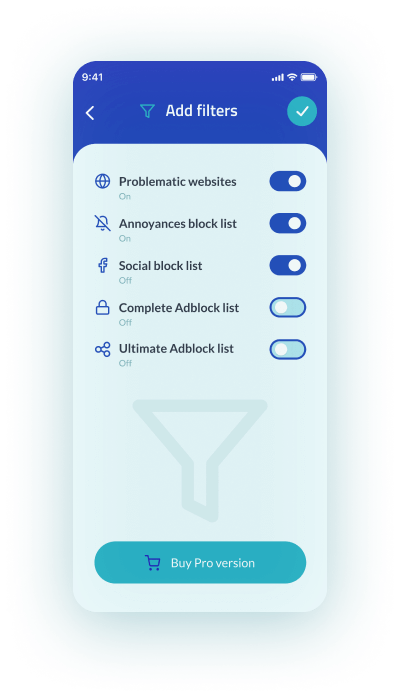 9:41
Add filters
Problematic websites
On
Annoyances block list
On
Social block list
Off
Complete Adblock list
Off
Ultimate Adblock list
Off
Buy Pro version